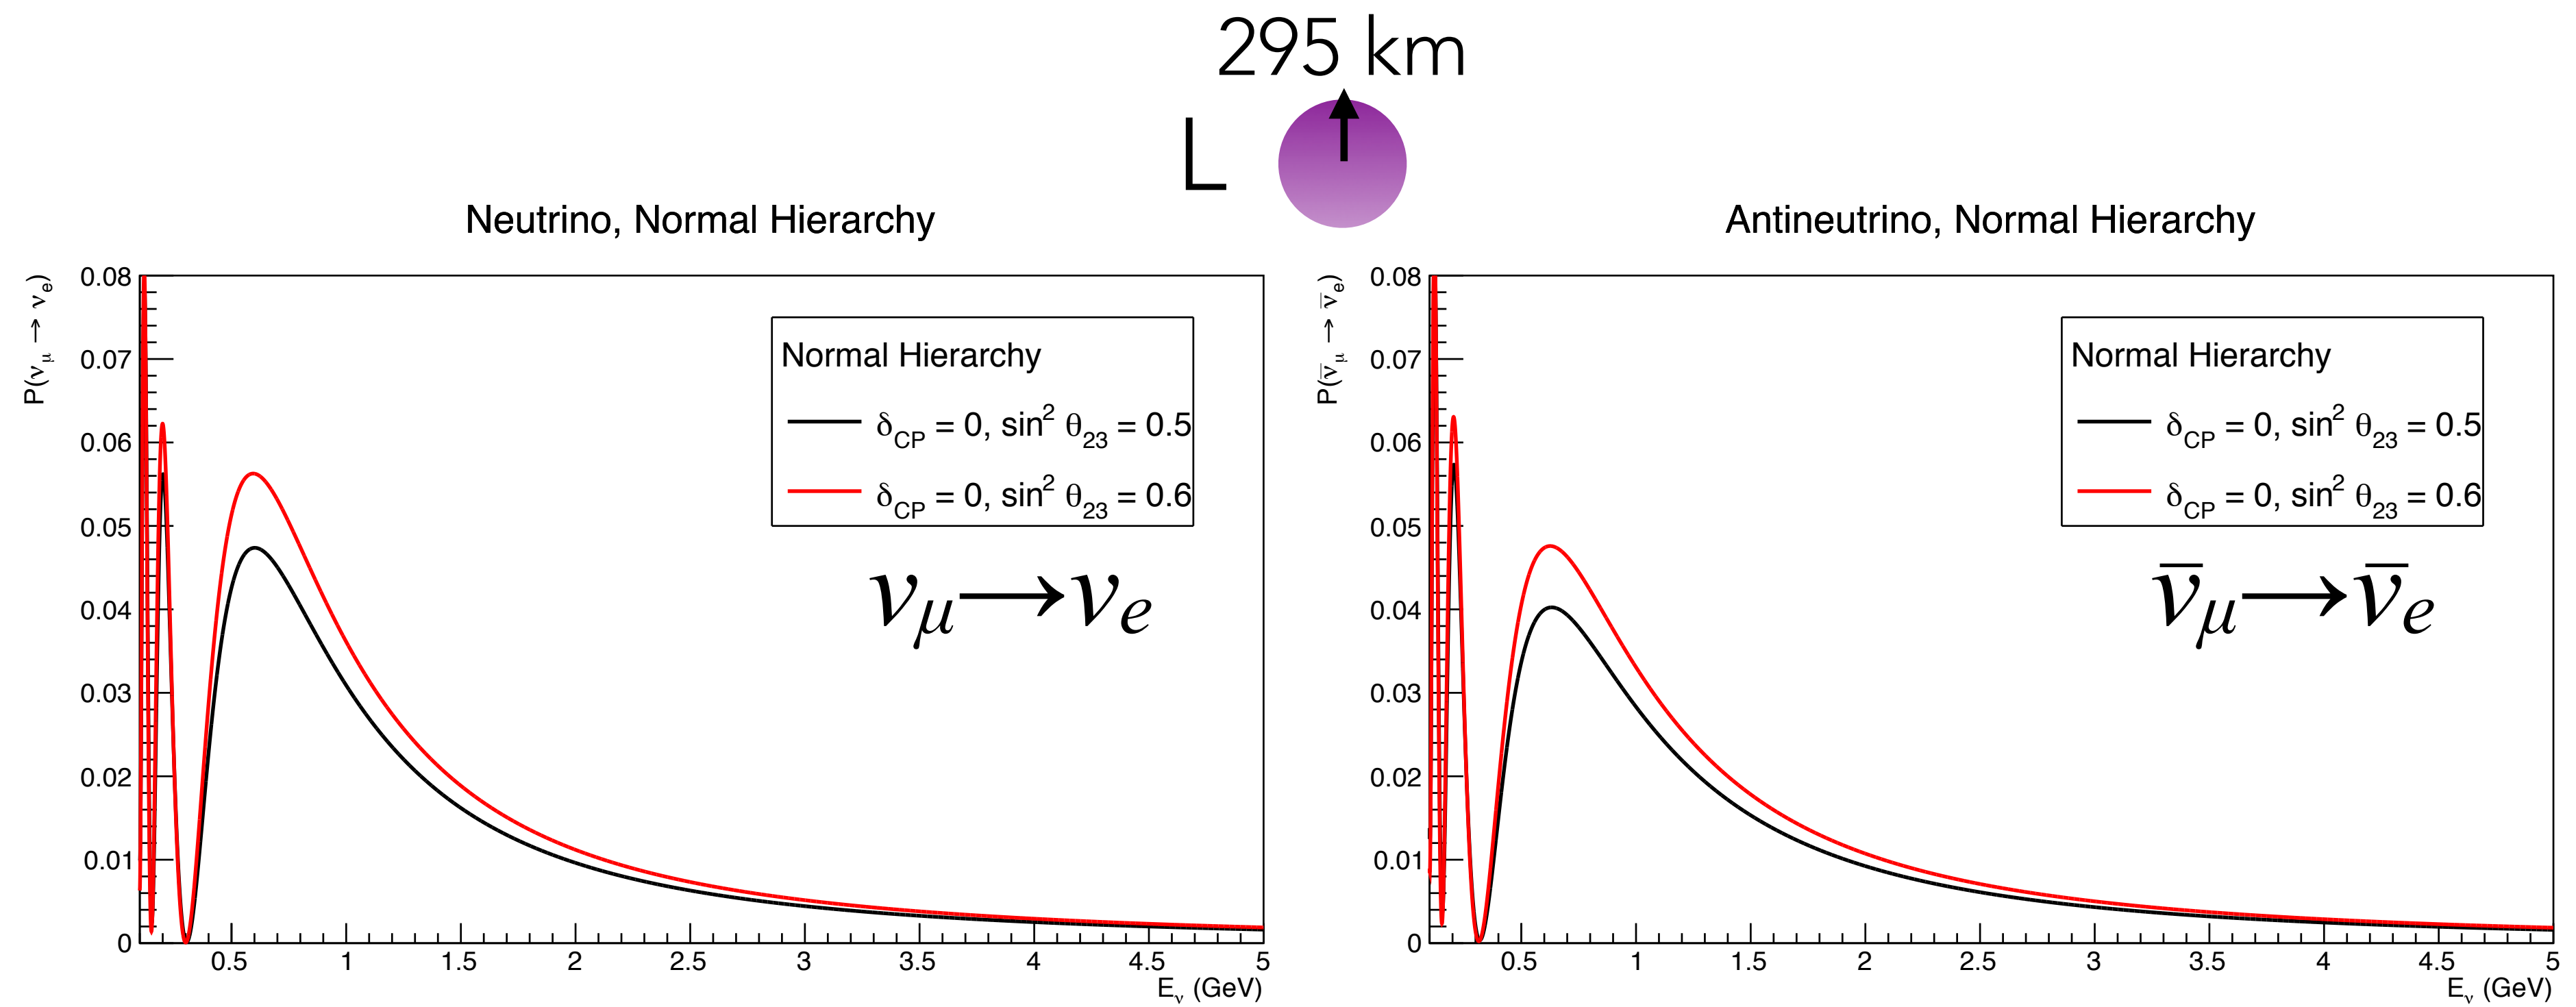 295 km
L
Neutrino, Normal Hierarchy
P(ν_μ → ν_e)
0.08
0.07
0.06
0.05
0.04
0.03
0.02
0.01
0
Normal Hierarchy
δ_CP = 0, sin² θ_23 = 0.5
δ_CP = 0, sin² θ_23 = 0.6
ν_μ → ν_e
0.5 1 1.5 2 2.5 3 3.5 4 4.5 5
E_ν (GeV)
Antineutrino, Normal Hierarchy
P(ν̅_μ → ν̅_e)
0.08
0.07
0.06
0.05
0.04
0.03
0.02
0.01
0
Normal Hierarchy
δ_CP = 0, sin² θ_23 = 0.5
δ_CP = 0, sin² θ_23 = 0.6
ν̅_μ → ν̅_e
0.5 1 1.5 2 2.5 3 3.5 4 4.5 5
E_ν (GeV)